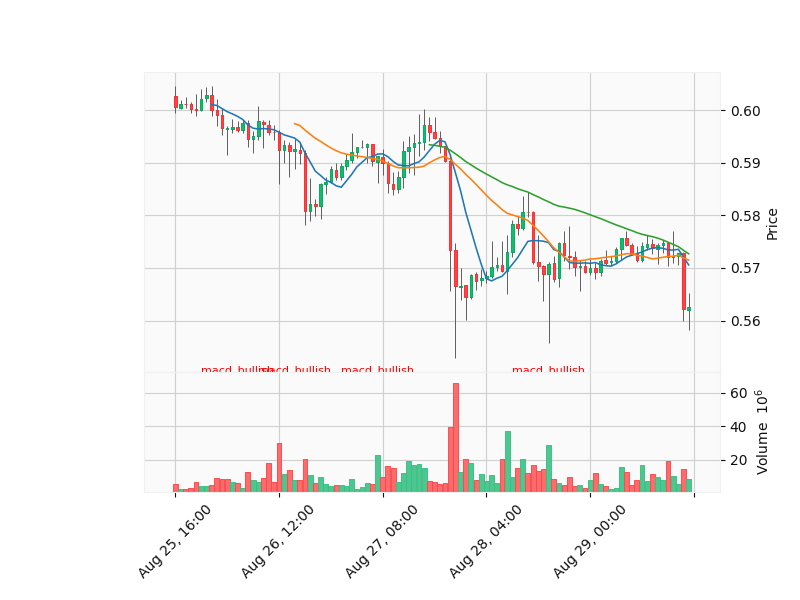 0.60
0.59
0.58
0.57
0.56
Price
macd_bullish
macd_bullish
macd_bullish
macd_bullish
60
40
20
Volume 10^6
Aug 25, 16:00
Aug 26, 12:00
Aug 27, 08:00
Aug 28, 04:00
Aug 29, 00:00